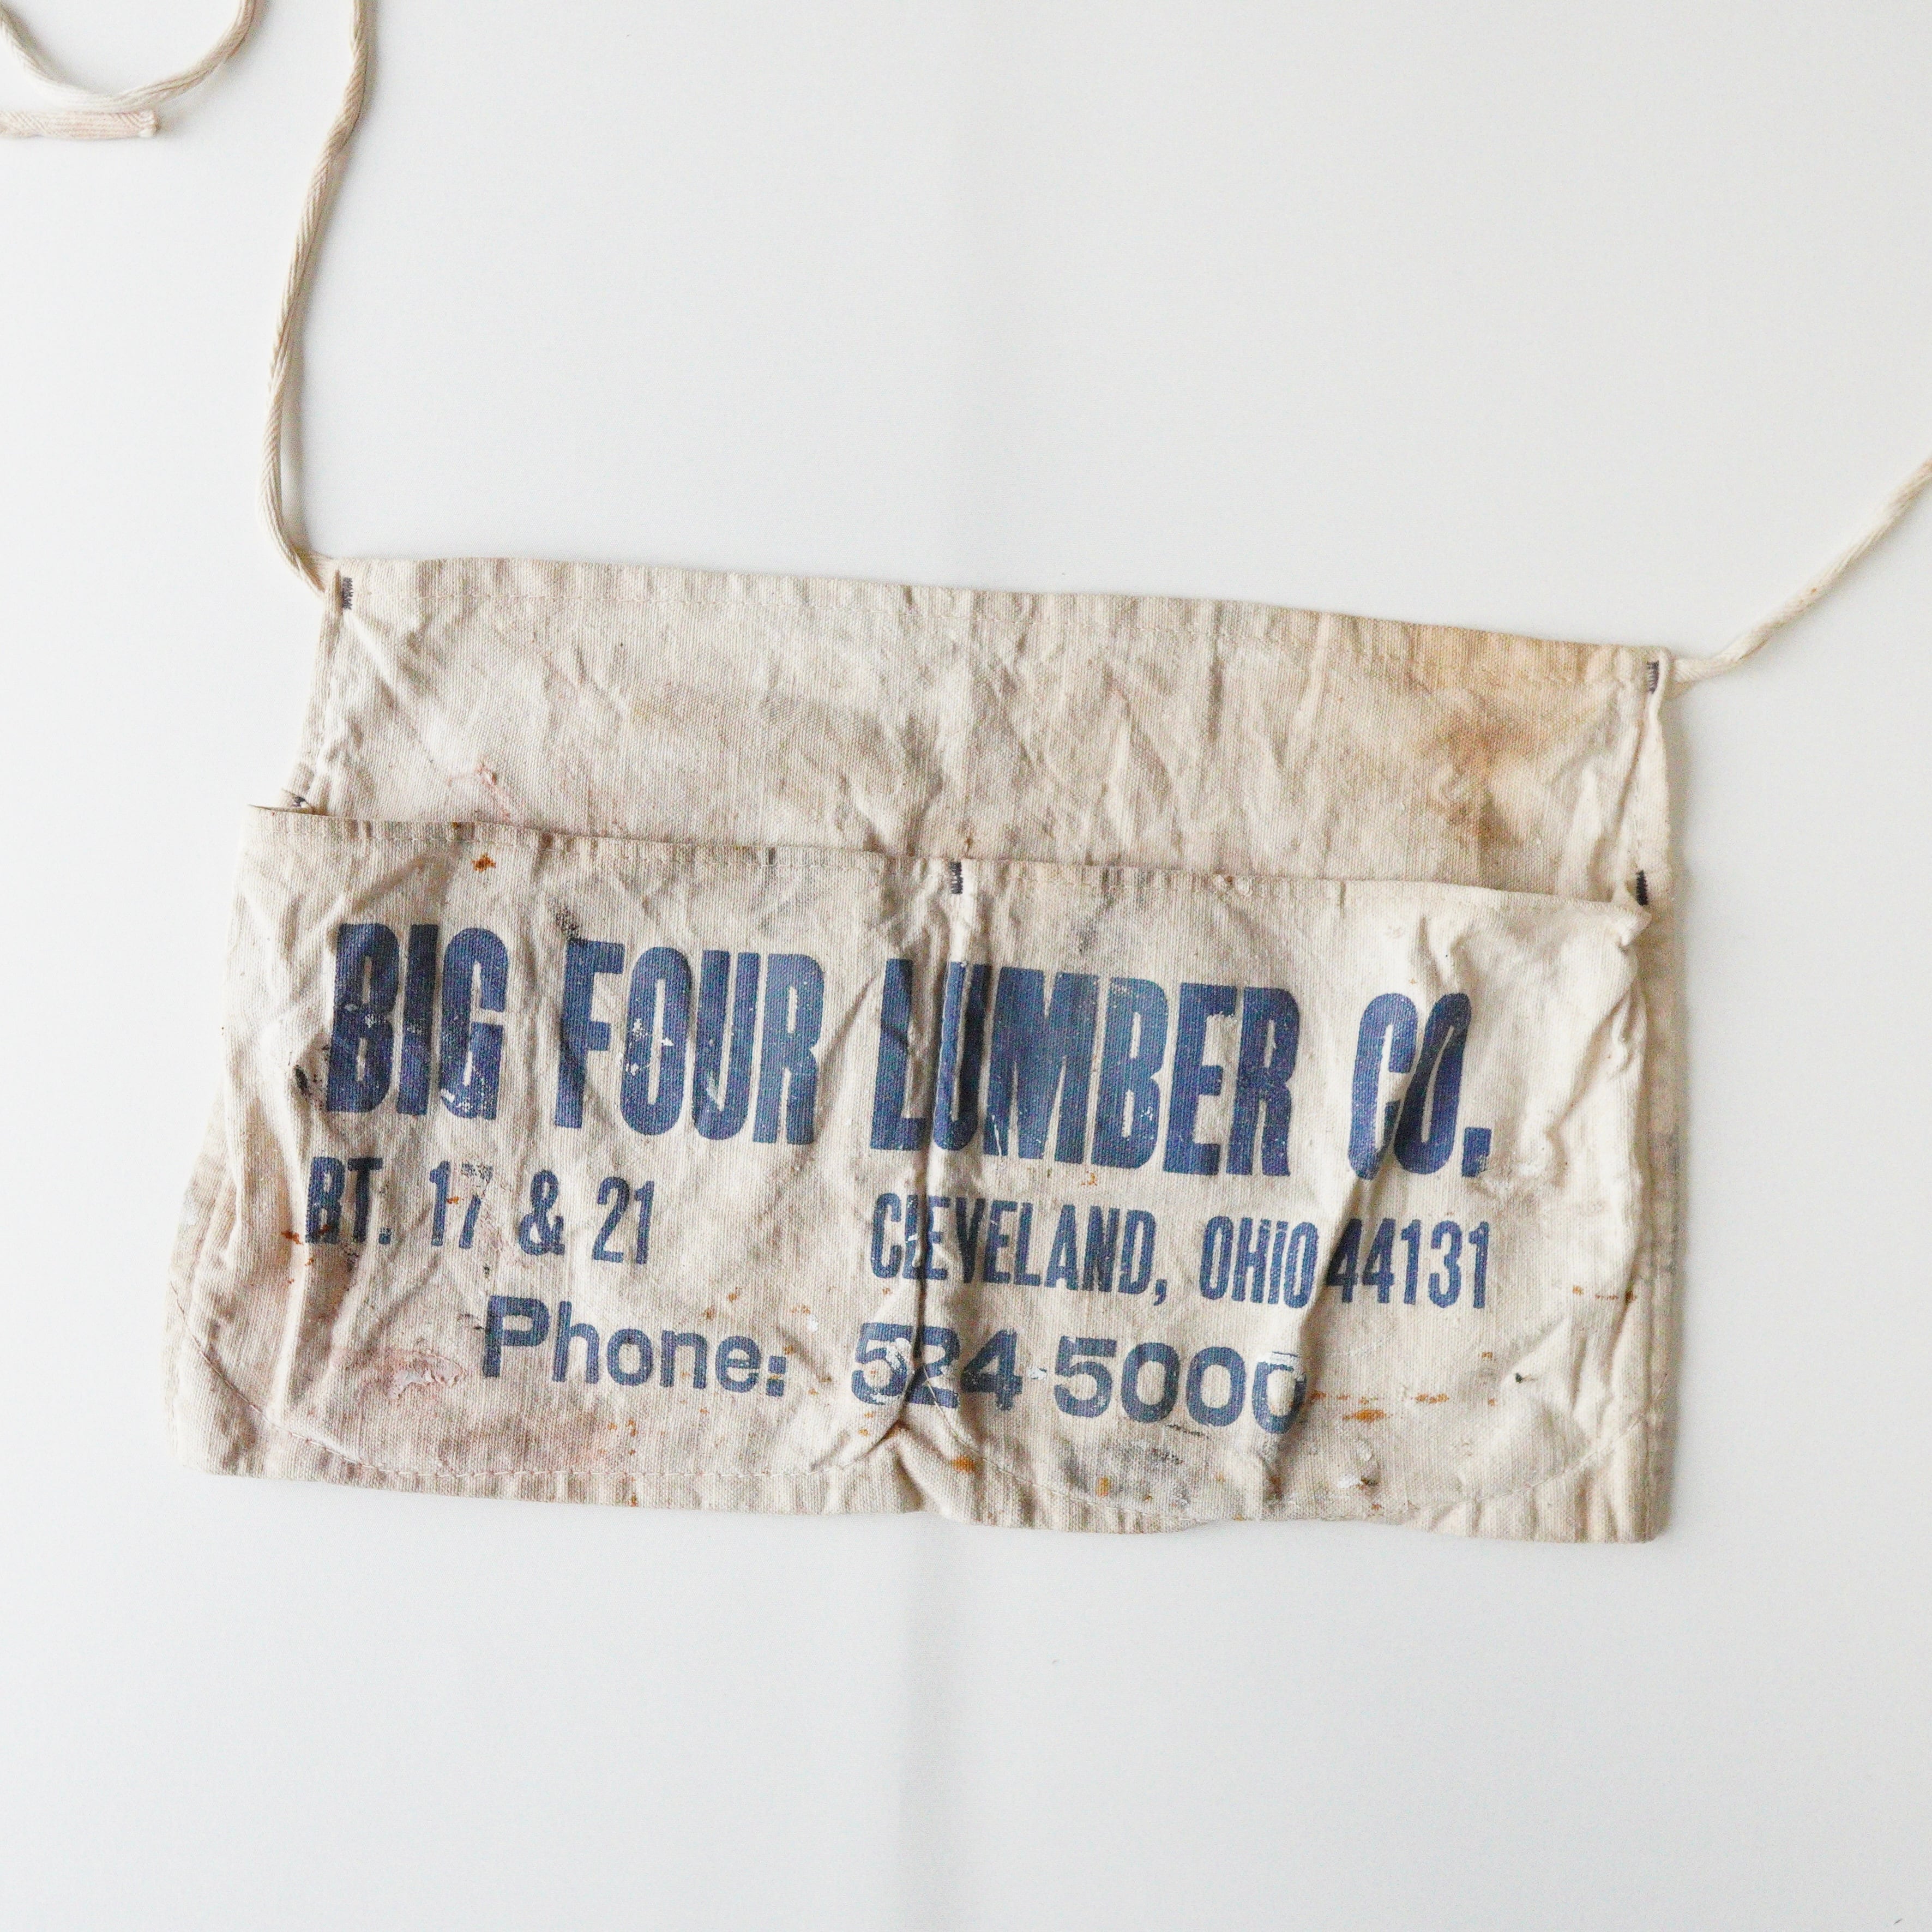 BIG FOUR LUMBER CO.
RT. 17 & 21 CLEVELAND, OHIO 44131
Phone: 524-5000